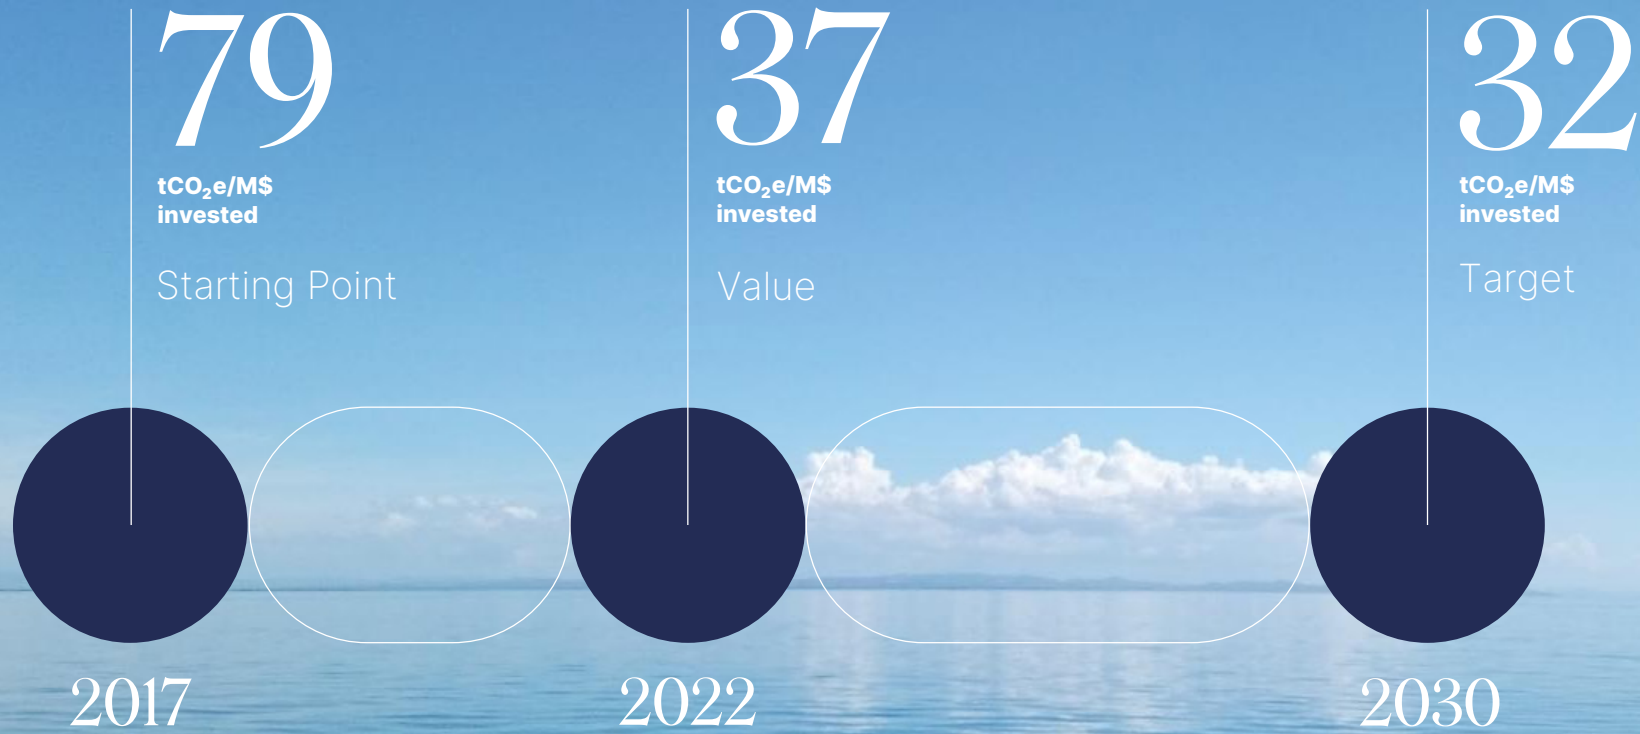 79
tCO₂e/M$
invested
Starting Point
2017
37
tCO₂e/M$
invested
Value
2022
32
tCO₂e/M$
invested
Target
2030